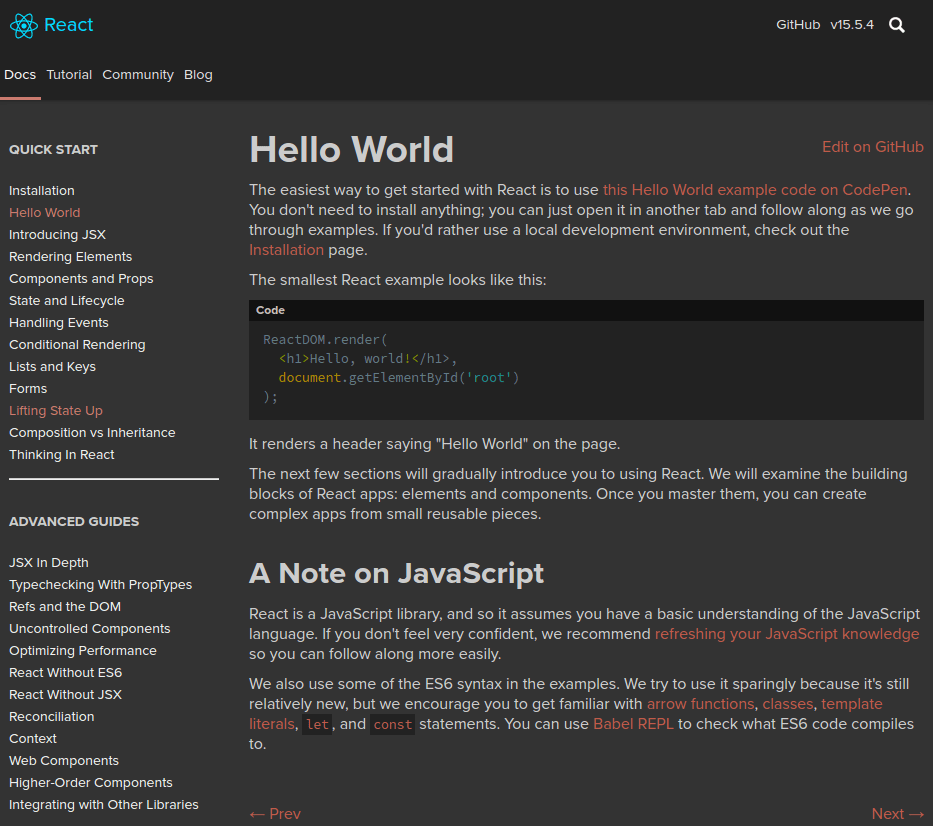 React
GitHub v15.5.4
Docs Tutorial Community Blog
QUICK START
Installation
Hello World
Introducing JSX
Rendering Elements
Components and Props
State and Lifecycle
Handling Events
Conditional Rendering
Lists and Keys
Forms
Lifting State Up
Composition vs Inheritance
Thinking In React
ADVANCED GUIDES
JSX In Depth
Typechecking With PropTypes
Refs and the DOM
Uncontrolled Components
Optimizing Performance
React Without ES6
React Without JSX
Reconciliation
Context
Web Components
Higher-Order Components
Integrating with Other Libraries
Hello World
Edit on GitHub
The easiest way to get started with React is to use this Hello World example code on CodePen.
You don't need to install anything; you can just open it in another tab and follow along as we go
through examples. If you'd rather use a local development environment, check out the
Installation page.
The smallest React example looks like this:
Code
ReactDOM.render(
  <h1>Hello, world!</h1>,
  document.getElementById('root')
);
It renders a header saying "Hello World" on the page.
The next few sections will gradually introduce you to using React. We will examine the building
blocks of React apps: elements and components. Once you master them, you can create
complex apps from small reusable pieces.
A Note on JavaScript
React is a JavaScript library, and so it assumes you have a basic understanding of the JavaScript
language. If you don't feel very confident, we recommend refreshing your JavaScript knowledge
so you can follow along more easily.
We also use some of the ES6 syntax in the examples. We try to use it sparingly because it's still
relatively new, but we encourage you to get familiar with arrow functions, classes, template
literals, let, and const statements. You can use Babel REPL to check what ES6 code compiles
to.
← Prev
Next →